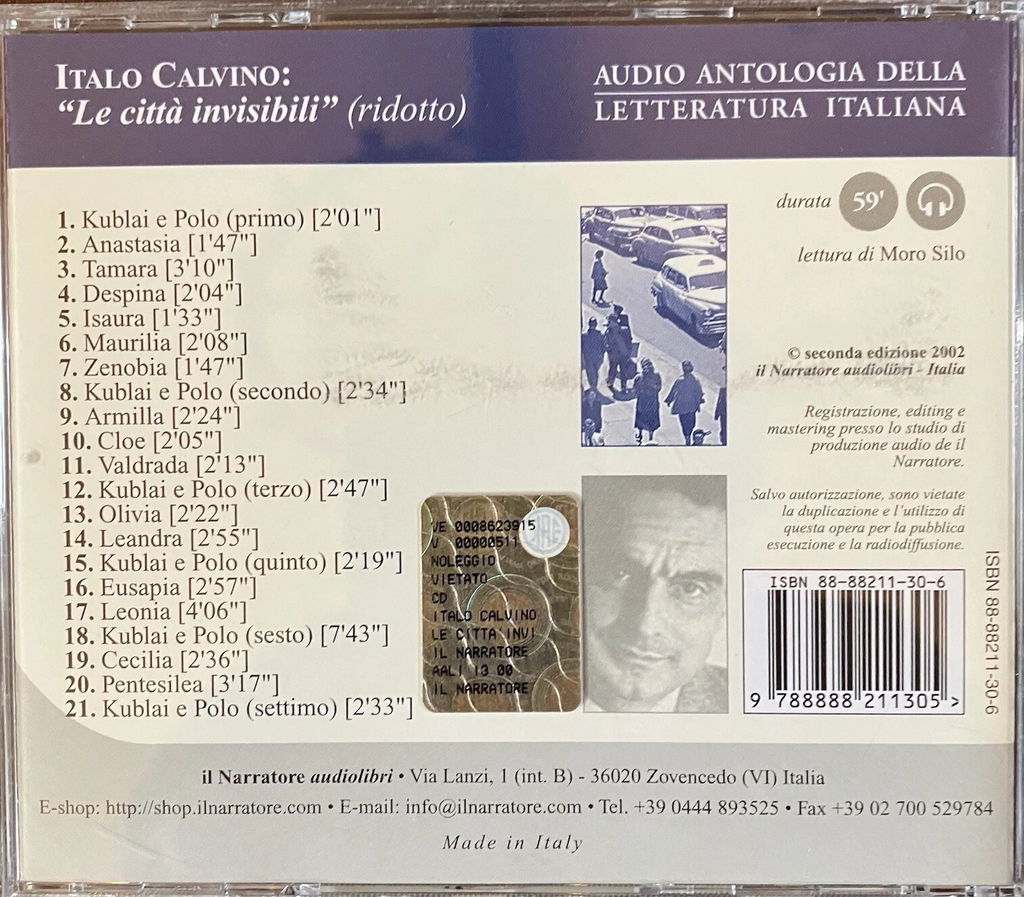 ITALO CALVINO:
“Le città invisibili” (ridotto)
AUDIO ANTOLOGIA DELLA
LETTERATURA ITALIANA
1. Kublai e Polo (primo) [2'01"]
2. Anastasia [1'47"]
3. Tamara [3'10"]
4. Despina [2'04"]
5. Isaura [1'33"]
6. Maurilia [2'08"]
7. Zenobia [1'47"]
8. Kublai e Polo (secondo) [2'34"]
9. Armilla [2'24"]
10. Cloe [2'05"]
11. Valdrada [2'13"]
12. Kublai e Polo (terzo) [2'47"]
13. Olivia [2'22"]
14. Leandra [2'55"]
15. Kublai e Polo (quinto) [2'19"]
16. Eusapia [2'57"]
17. Leonia [4'06"]
18. Kublai e Polo (sesto) [7'43"]
19. Cecilia [2'36"]
20. Pentesilea [3'17"]
21. Kublai e Polo (settimo) [2'33"]
durata 59'
lettura di Moro Silo
© seconda edizione 2002
il Narratore audiolibri - Italia
Registrazione, editing e
mastering presso lo studio di
produzione audio de il
Narratore.
Salvo autorizzazione, sono vietate
la duplicazione e l'utilizzo di
questa opera per la pubblica
esecuzione e la radiodiffusione.
VE 0008623915
V 00000511
NOLEGGIO
VIETATO
CD
ITALO CALVINO
LE CITTA'INVI
IL NARRATORE
AALI 13 00
IL NARRATORE
SIAE
ISBN 88-88211-30-6
9 788888 211305 >
ISBN 88-88211-30-6
il Narratore audiolibri • Via Lanzi, 1 (int. B) - 36020 Zovencedo (VI) Italia
E-shop: http://shop.ilnarratore.com • E-mail: info@ilnarratore.com • Tel. +39 0444 893525 • Fax +39 02 700 529784
Made in Italy